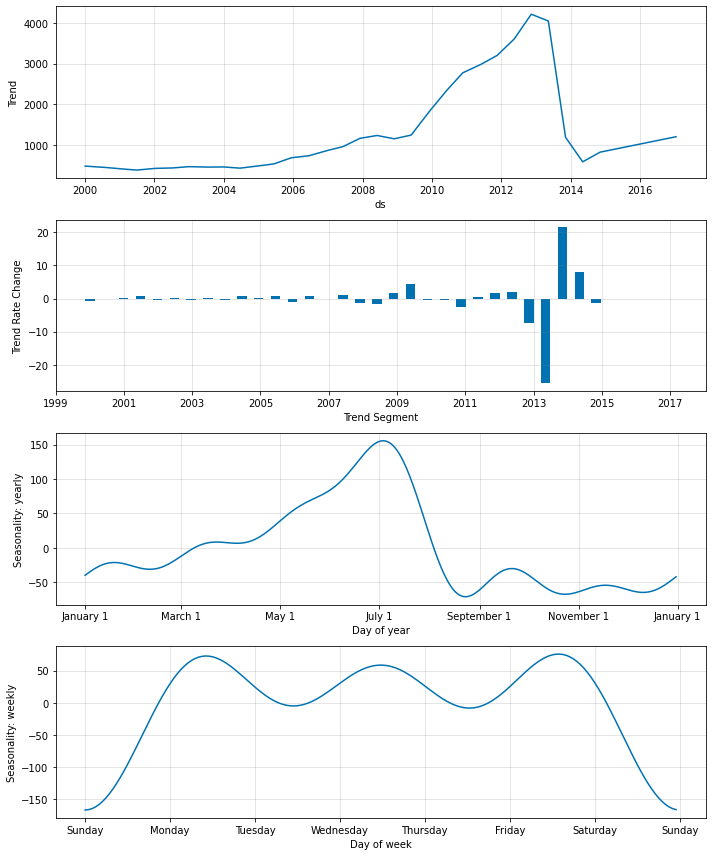 4000
3000
2000
1000
Trend
2000 2002 2004 2006 2008 2010 2012 2014 2016
ds
20
10
0
−10
−20
Trend Rate Change
1999 2001 2003 2005 2007 2009 2011 2013 2015 2017
Trend Segment
150
100
50
0
−50
Seasonality: yearly
January 1 March 1 May 1 July 1 September 1 November 1 January 1
Day of year
50
0
−50
−100
−150
Seasonality: weekly
Sunday Monday Tuesday Wednesday Thursday Friday Saturday Sunday
Day of week